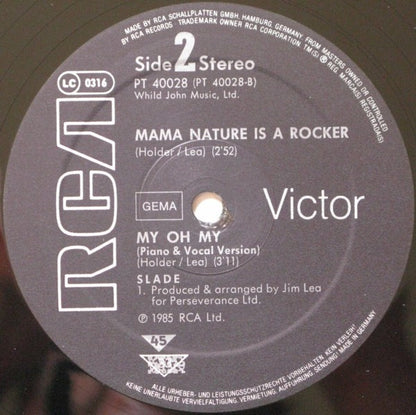 MADE BY RCA SCHALLPLATTEN GMBH, HAMBURG, GERMANY FROM MASTERS OWNED OR CONTROLLED
BY RCA RECORDS · TRADEMARK OWNER RCA CORPORATION, TM(S) ® REG. MARCA(S) REGISTRADA(S)
Side 2 Stereo
LC 0316
PT 40028 (PT 40028-B)
Whild John Music, Ltd.
MAMA NATURE IS A ROCKER
(Holder / Lea) (2'52)
RCA
GEMA
Victor
MY OH MY
(Piano & Vocal Version)
(Holder / Lea) (3'11)
SLADE
1. Produced & arranged by Jim Lea
for Perseverance Ltd.
℗ 1985 RCA Ltd.
45
ALLE URHEBER- UND LEISTUNGSSCHUTZRECHTE VORBEHALTEN. KEIN VERLEIH!
KEINE UNERLAUBTE VERVIELFÄLTIGUNG, VERMIETUNG, AUFFÜHRUNG, SENDUNG! MADE IN GERMANY